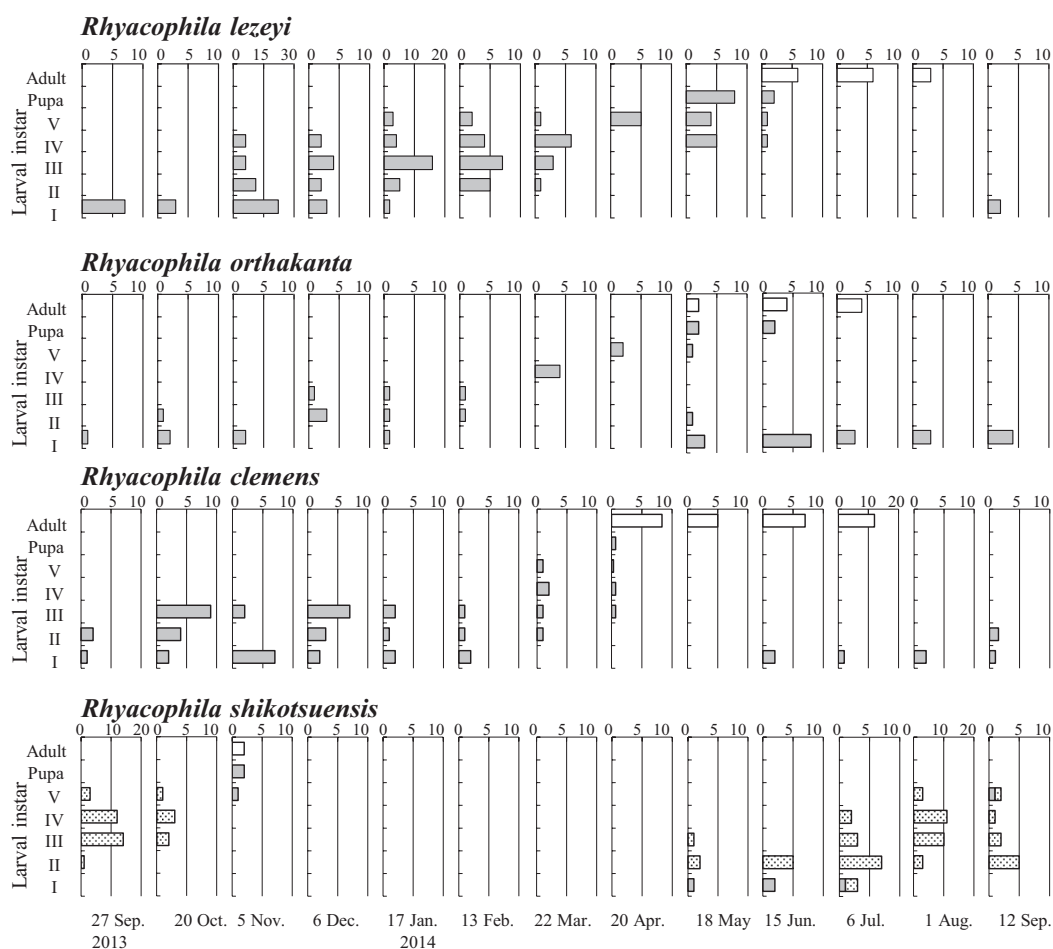 Rhyacophila lezeyi
0 5 10 0 5 10 0 15 30 0 5 10 0 10 20 0 5 10 0 5 10 0 5 10 0 5 10 0 5 10 0 5 10 0 5 10 0 5 10
Adult
Pupa
V
IV
III
II
I
Larval instar
Rhyacophila orthakanta
0 5 10 0 5 10 0 5 10 0 5 10 0 5 10 0 5 10 0 5 10 0 5 10 0 5 10 0 5 10 0 5 10 0 5 10 0 5 10
Adult
Pupa
V
IV
III
II
I
Larval instar
Rhyacophila clemens
0 5 10 0 5 10 0 5 10 0 5 10 0 5 10 0 5 10 0 5 10 0 5 10 0 5 10 0 5 10 0 10 20 0 5 10 0 5 10
Adult
Pupa
V
IV
III
II
I
Larval instar
Rhyacophila shikotsuensis
0 10 20 0 5 10 0 5 10 0 5 10 0 5 10 0 5 10 0 5 10 0 5 10 0 5 10 0 5 10 0 5 10 0 10 20 0 5 10
Adult
Pupa
V
IV
III
II
I
Larval instar
27 Sep. 20 Oct. 5 Nov. 6 Dec. 17 Jan. 13 Feb. 22 Mar. 20 Apr. 18 May 15 Jun. 6 Jul. 1 Aug. 12 Sep.
2013 2014